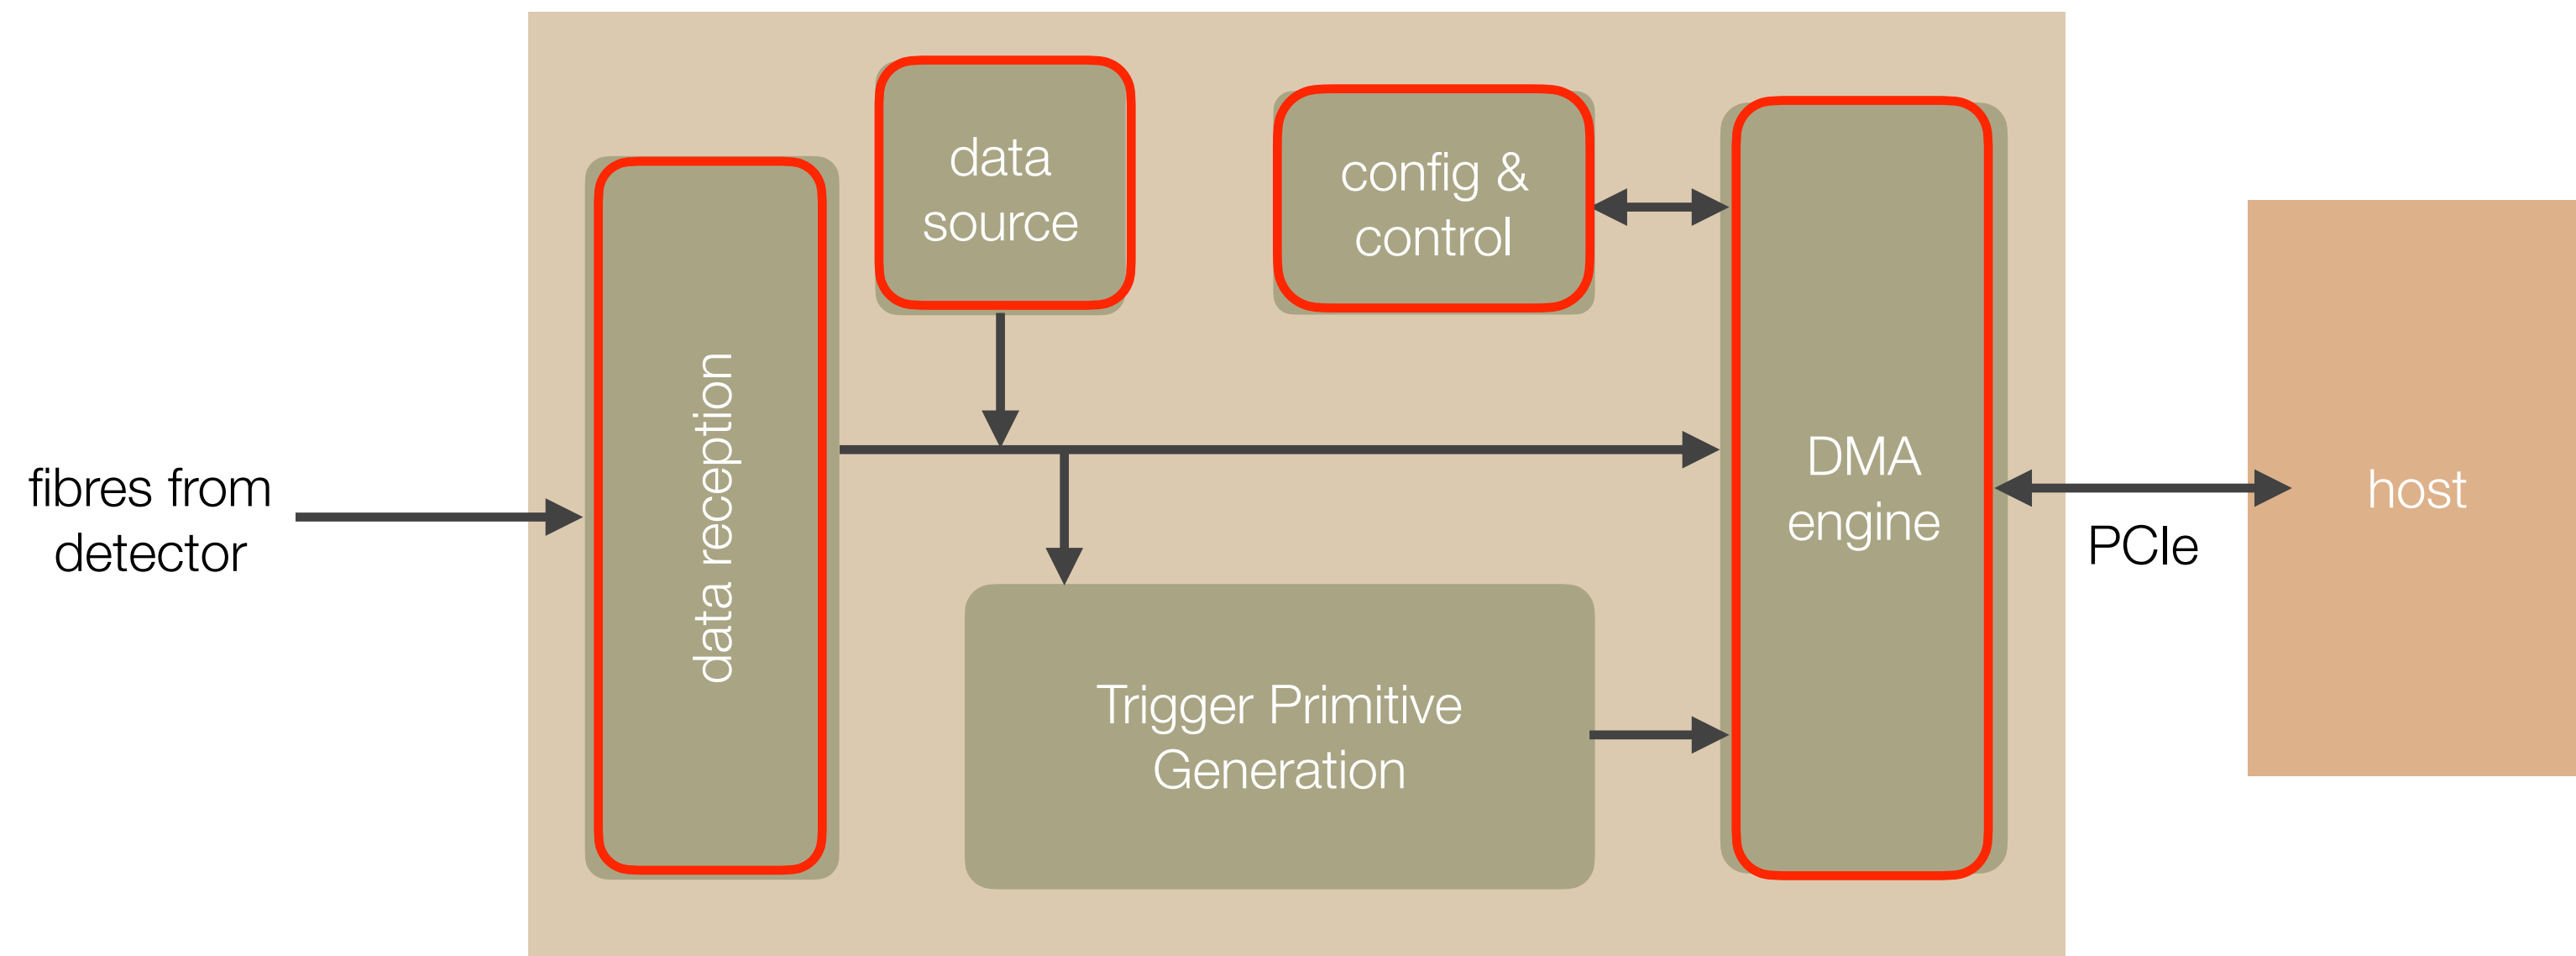 fibres from
detector
data reception
data
source
config &
control
Trigger Primitive
Generation
DMA
engine
PCIe
host